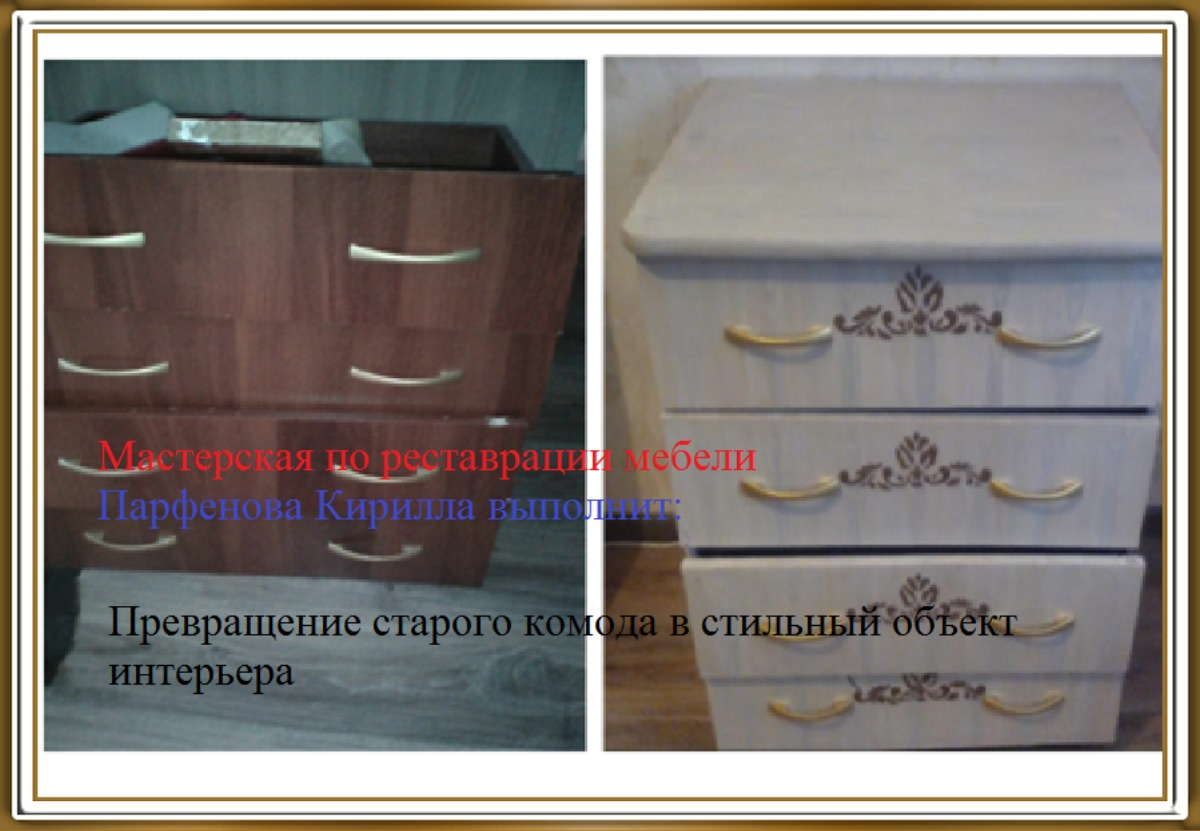 Мастерская по реставрации мебели
Парфенова Кирилла выполнит:
Превращение старого комода в стильный объект
интерьера